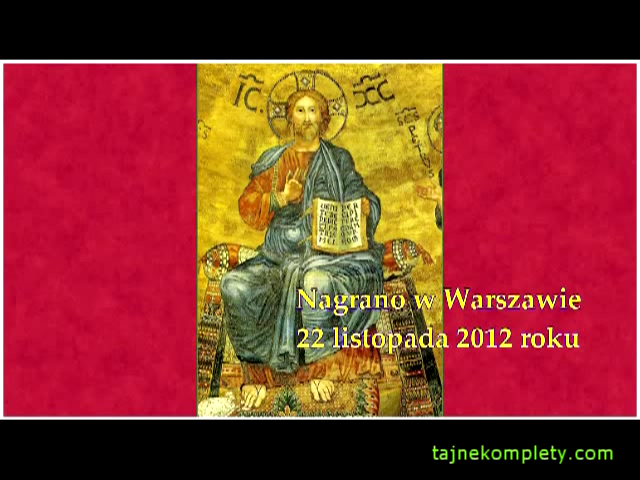 IC. XC
Nagrano w Warszawie
22 listopada 2012 roku
tajnekomplety.com